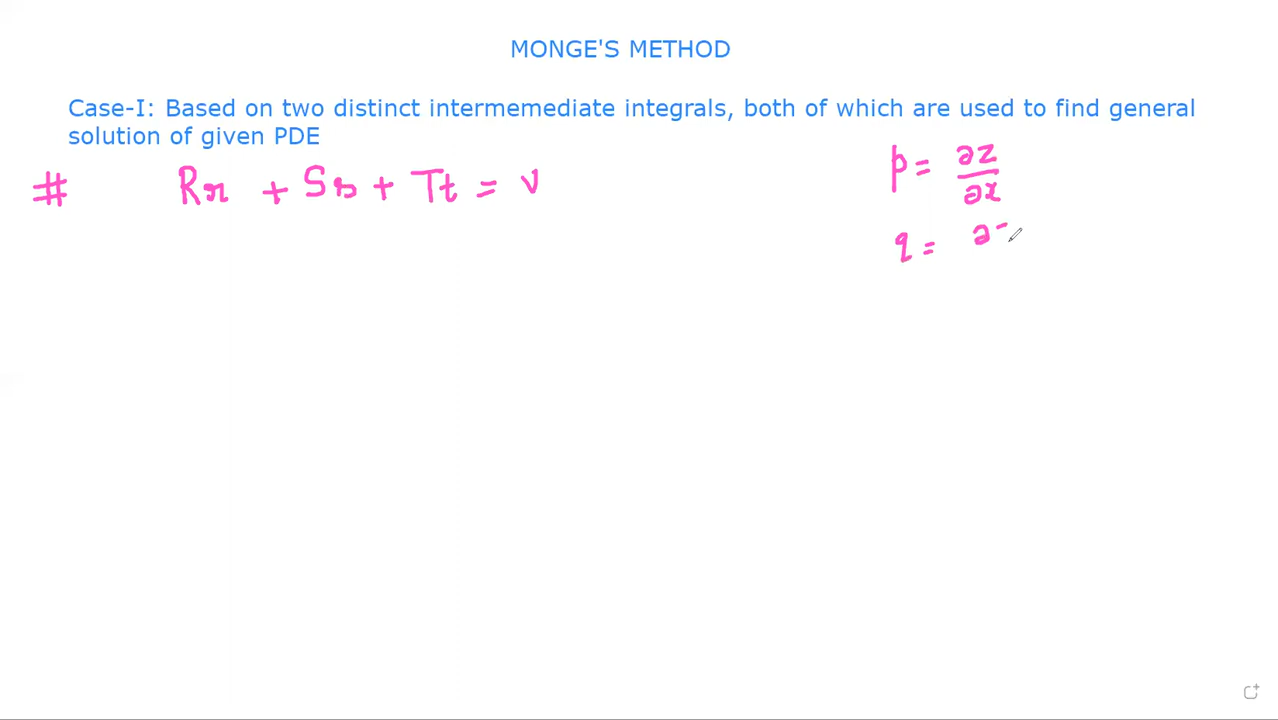 MONGE'S METHOD
Case-I: Based on two distinct intermemediate integrals, both of which are used to find general
solution of given PDE
# Rr + Ss + Tt = V
p = ∂z/∂x
q = ∂